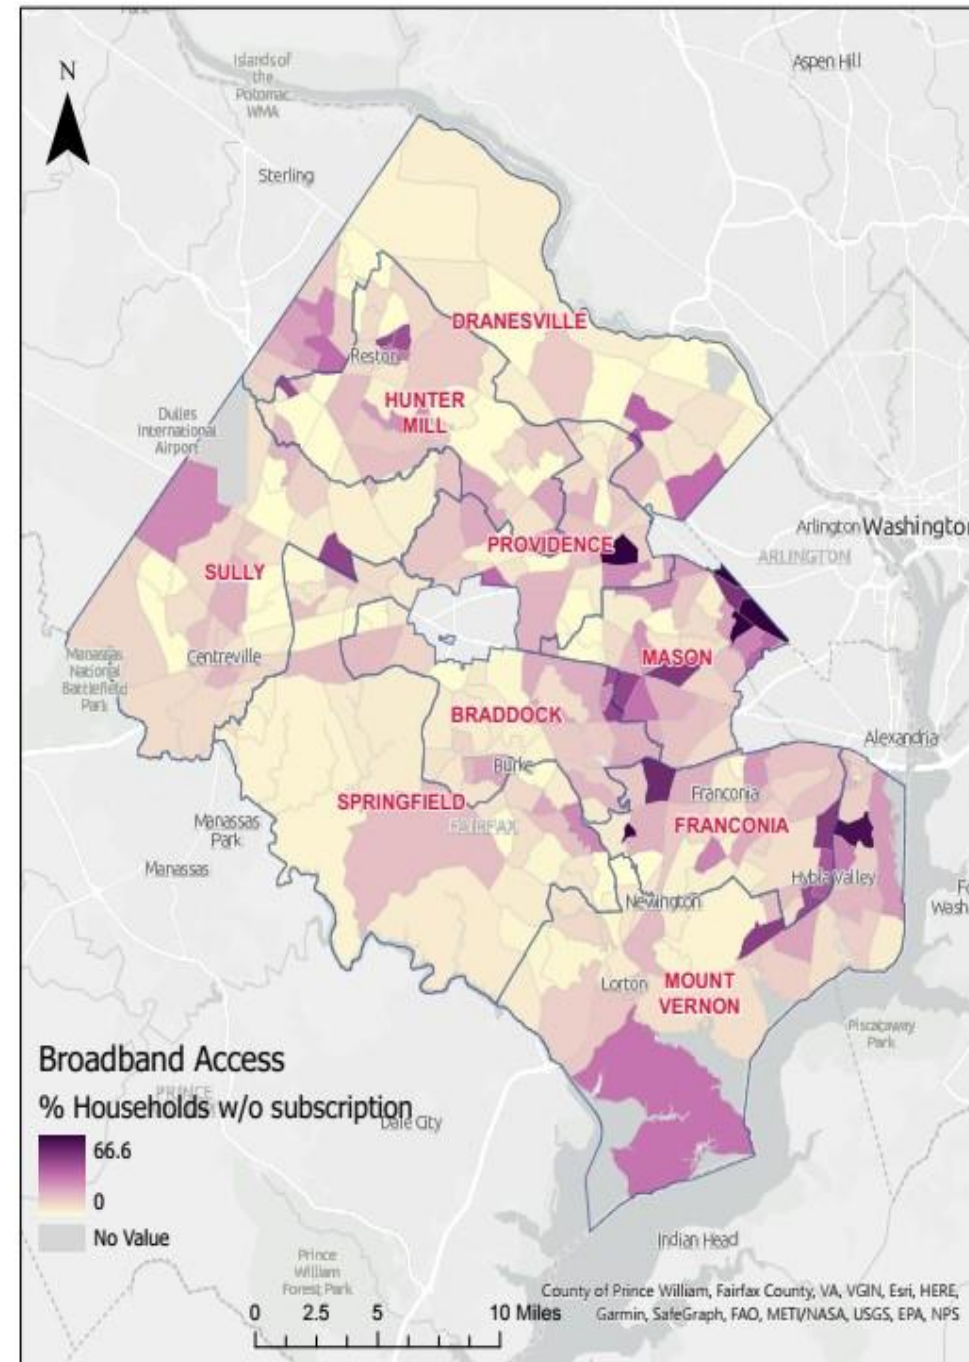 Park
Islands of
the
Potomac
WMA
Aspen Hill
N
Sterling
DRANESVILLE
Reston
HUNTER
MILL
Dulles
International
Airport
Arlington Washington
PROVIDENCE
ARLINGTON
SULLY
Centreville
MASON
Manassas
National
Battlefield
Park
BRADDOCK
Alexandria
Burke
Franconia
SPRINGFIELD
FAIRFAX
FRANCONIA
Manassas
Park
Manassas
Hybla Valley
Fo
Wash
Newington
Lorton
MOUNT
VERNON
Piscataway
Park
Broadband Access
PRINCE
% Households w/o subscription
Dale City
66.6
0
No Value
Indian Head
Prince
William
Forest Park
County of Prince William, Fairfax County, VA, VGIN, Esri, HERE,
Garmin, SafeGraph, FAO, METI/NASA, USGS, EPA, NPS
0 2.5 5 10 Miles